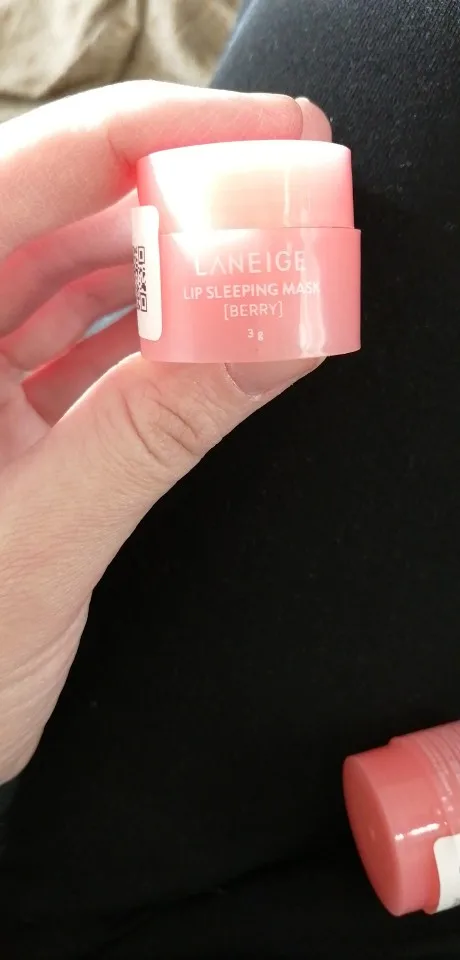 LANEIGE
LIP SLEEPING MASK
[BERRY]
3 g